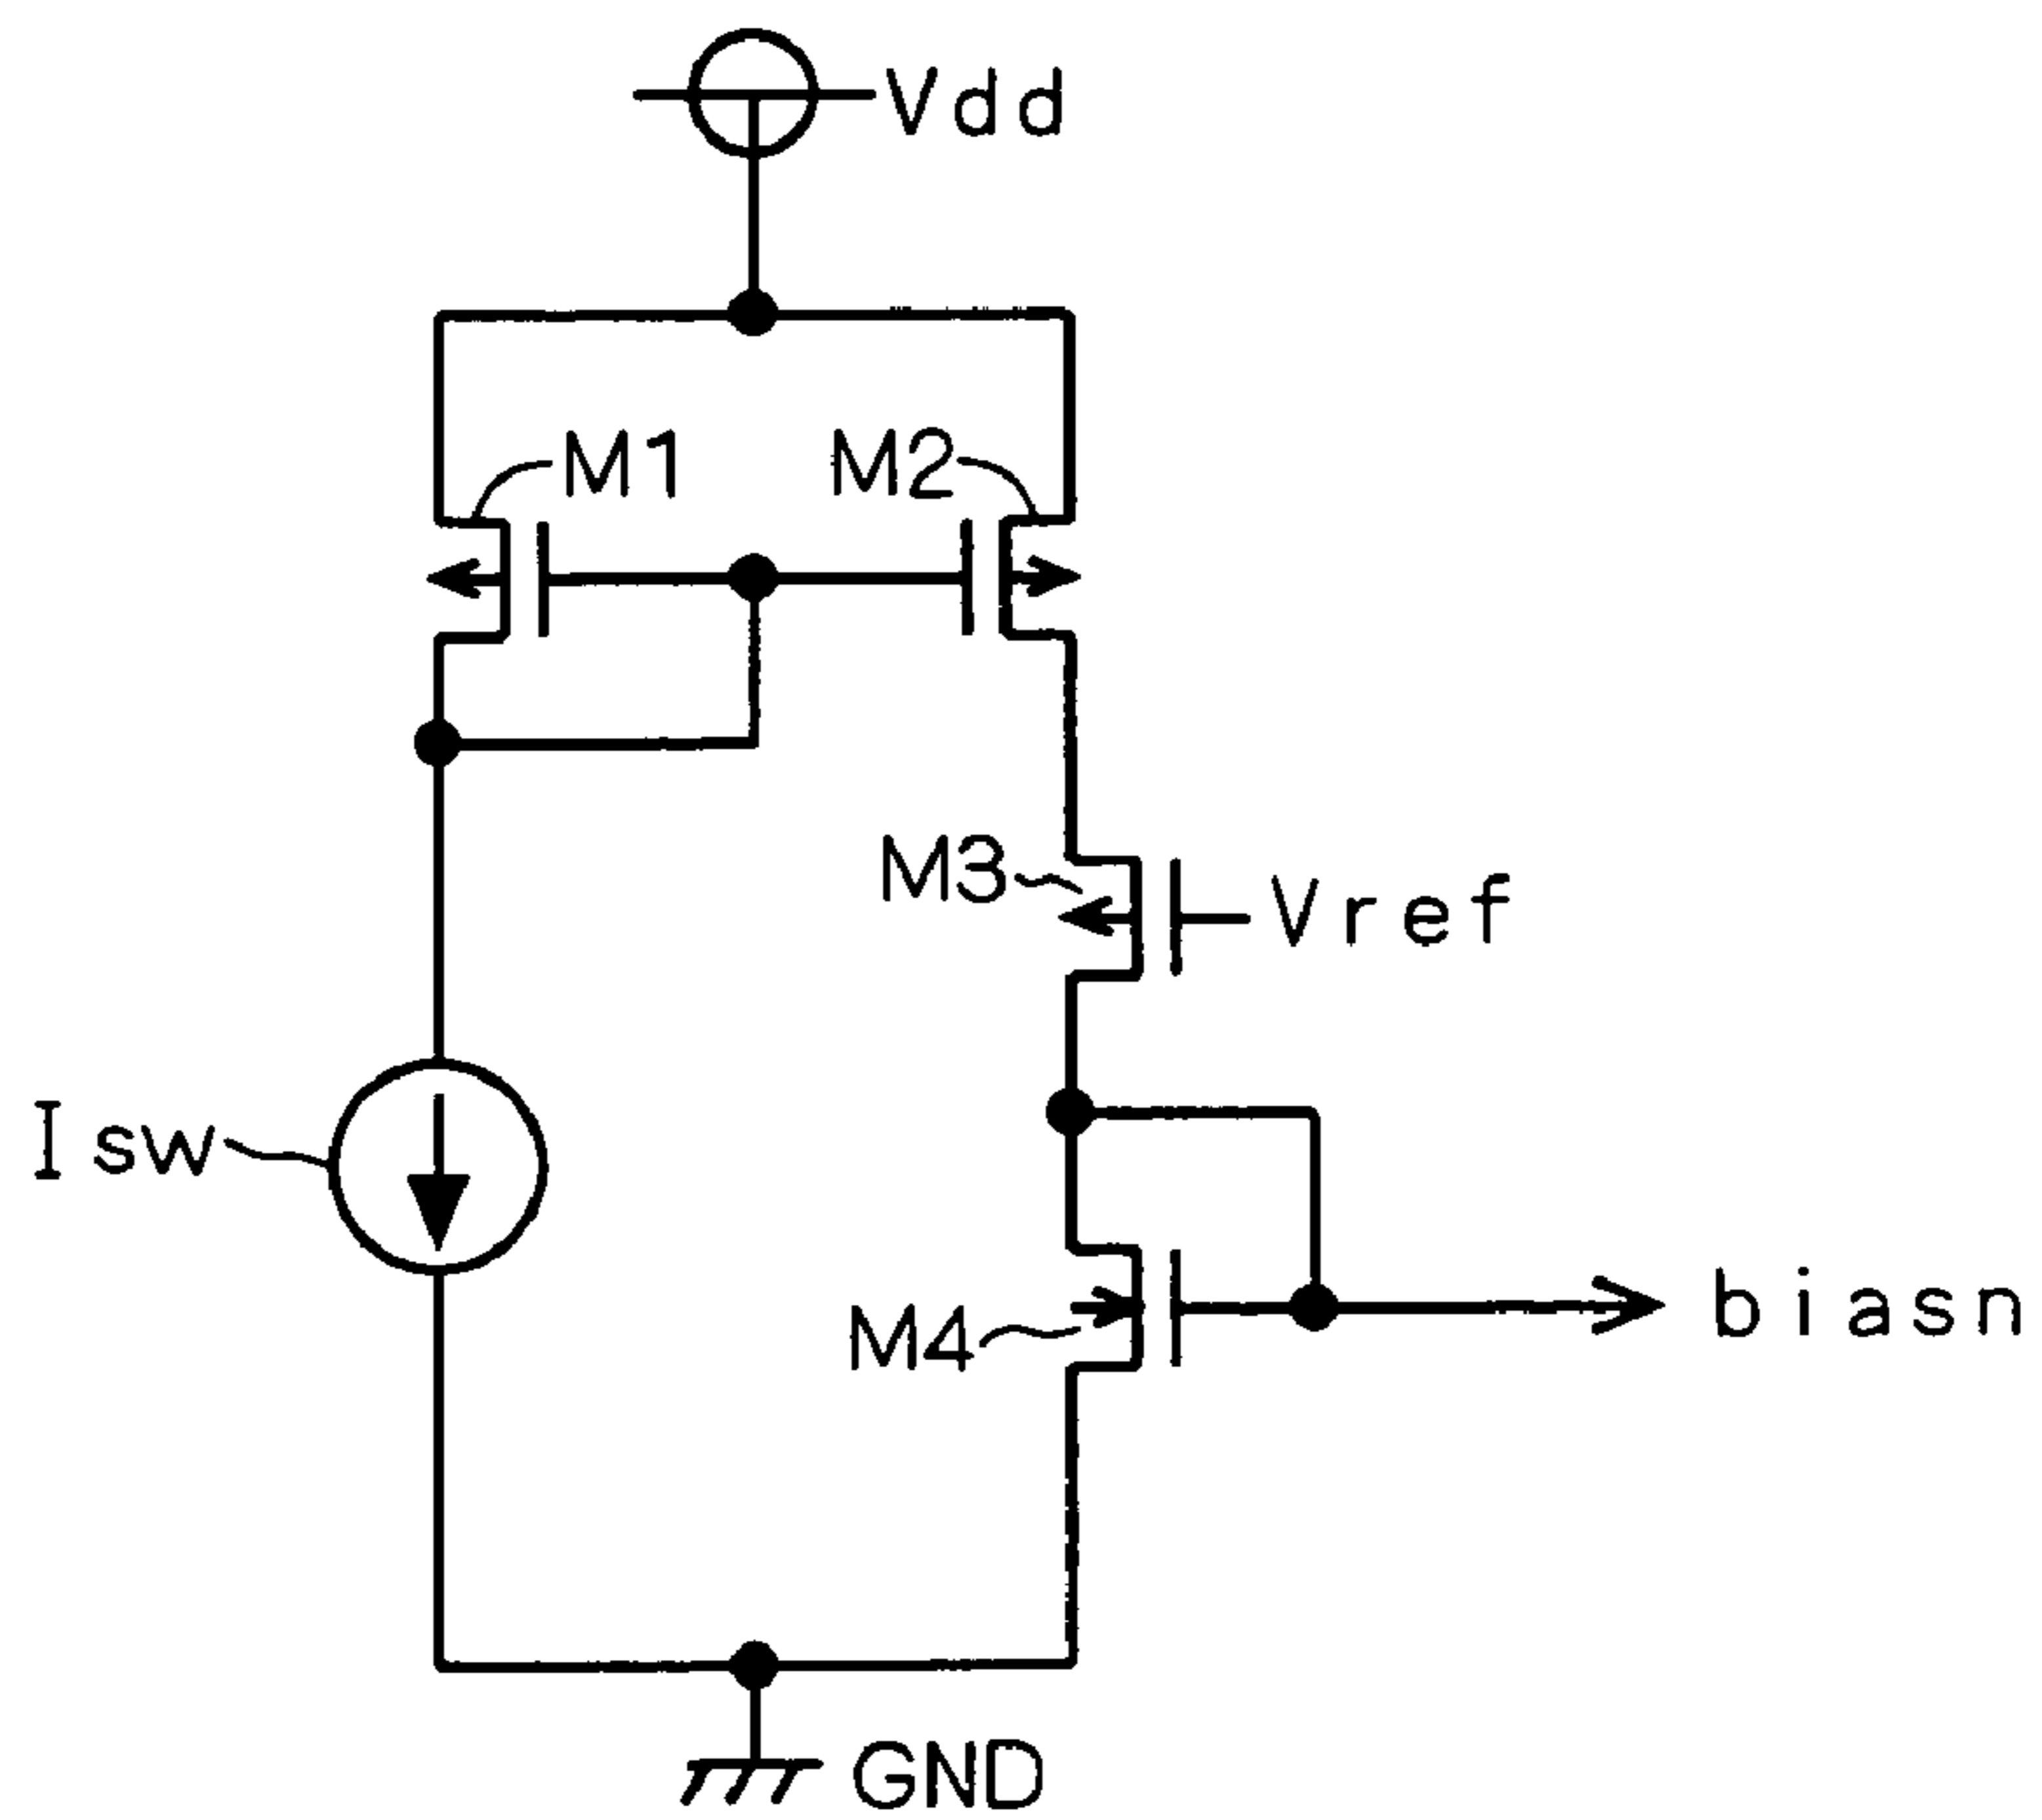 Vdd
M1
M2
M3
Vref
Isw
M4
biasn
GND